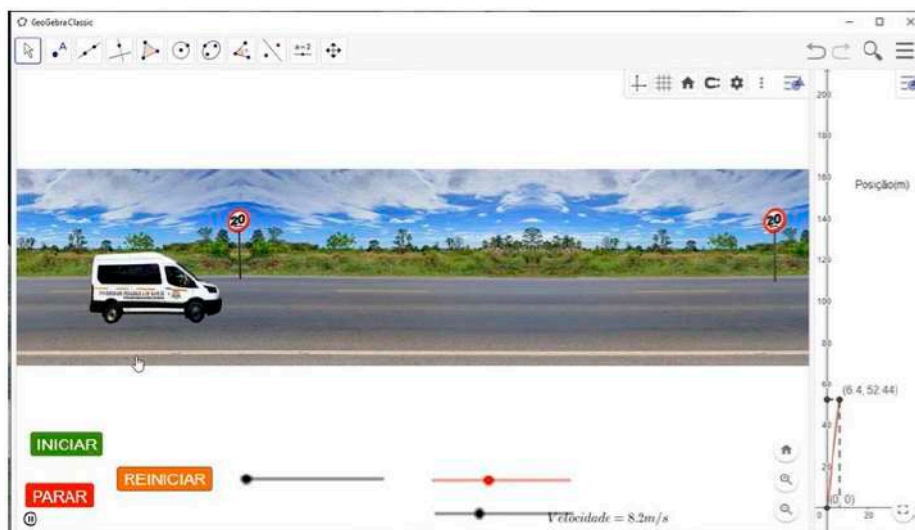 GeoGebra Classic
a=2
200
180
Posição(m)
160
140
120
100
80
60
(6.4, 52.44)
40
20
(0, 0)
0
20
20
20
INICIAR
REINICIAR
PARAR
Velocidade = 8.2m/s